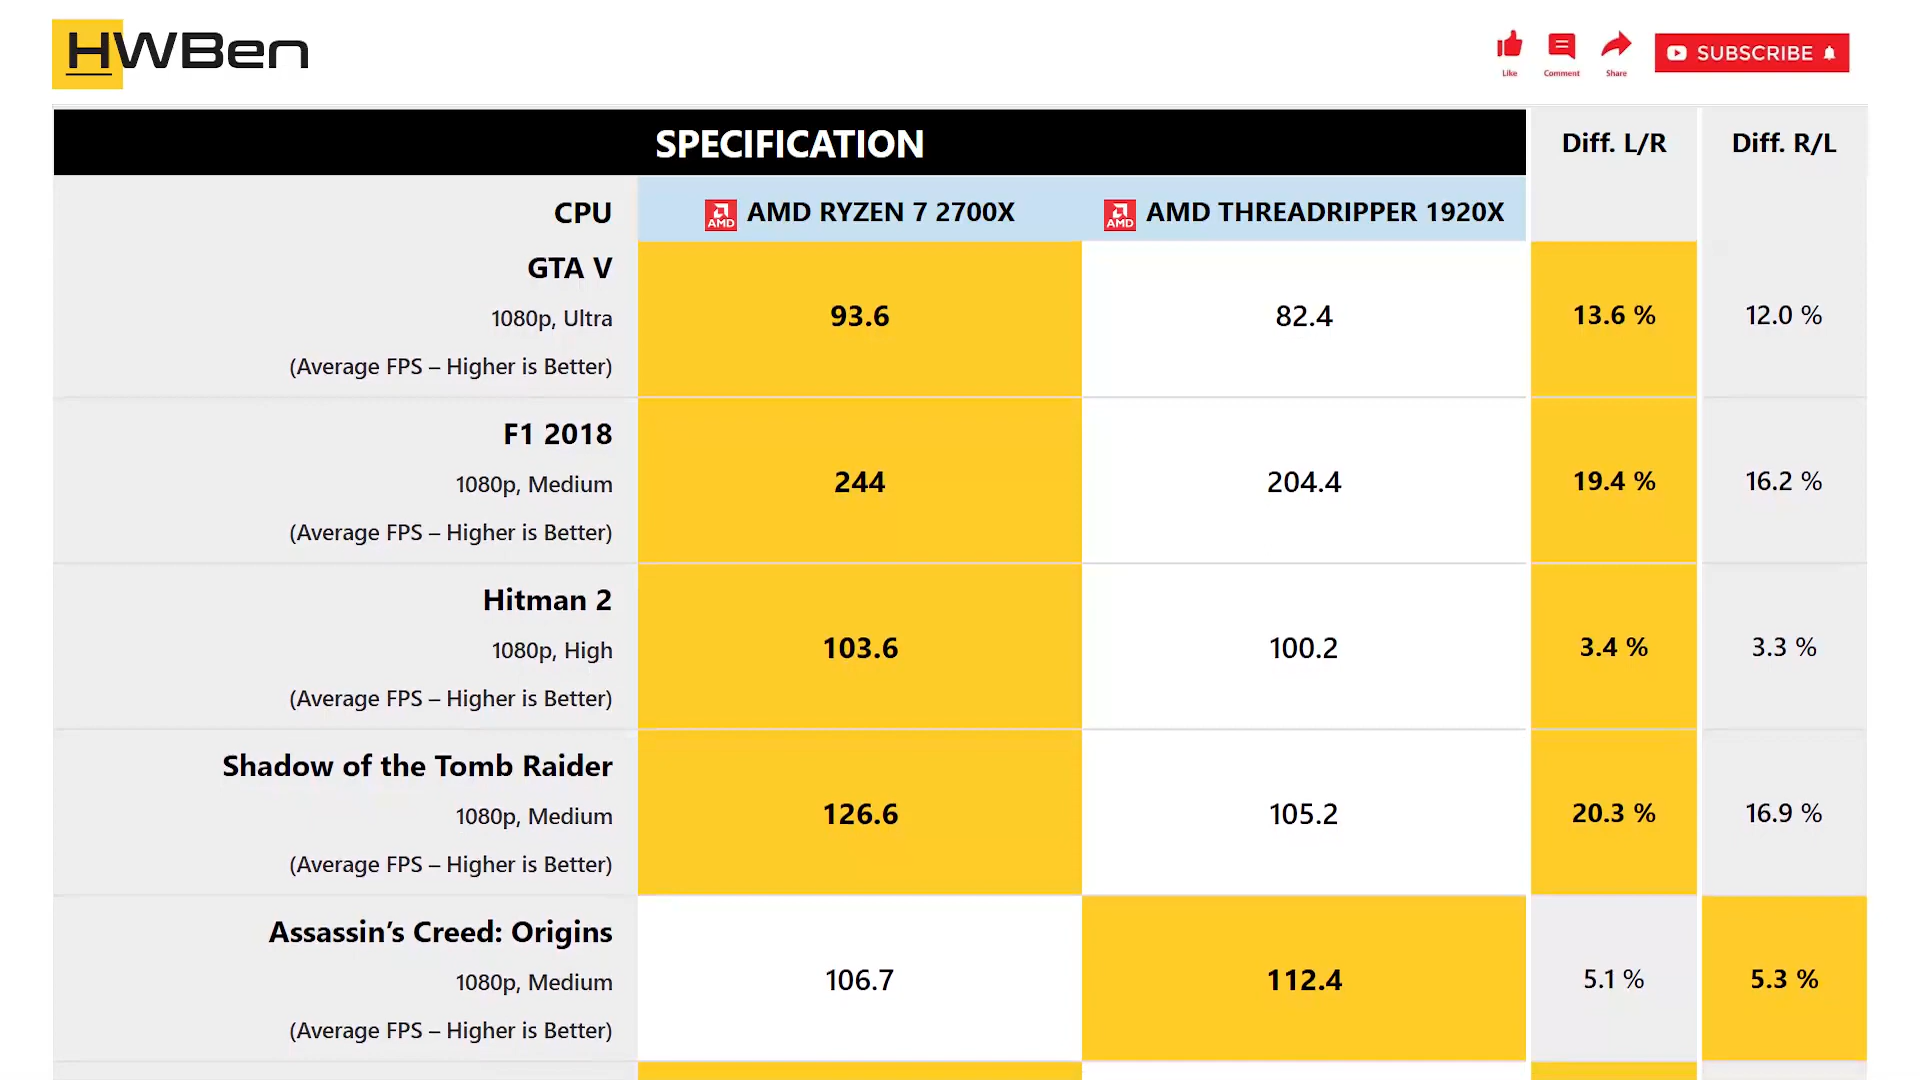 HWBen
Like
Comment
Share
SUBSCRIBE
SPECIFICATION
Diff. L/R
Diff. R/L
CPU
AMD
AMD RYZEN 7 2700X
AMD
AMD THREADRIPPER 1920X
GTA V
1080p, Ultra
(Average FPS – Higher is Better)
93.6
82.4
13.6 %
12.0 %
F1 2018
1080p, Medium
(Average FPS – Higher is Better)
244
204.4
19.4 %
16.2 %
Hitman 2
1080p, High
(Average FPS – Higher is Better)
103.6
100.2
3.4 %
3.3 %
Shadow of the Tomb Raider
1080p, Medium
(Average FPS – Higher is Better)
126.6
105.2
20.3 %
16.9 %
Assassin’s Creed: Origins
1080p, Medium
(Average FPS – Higher is Better)
106.7
112.4
5.1 %
5.3 %